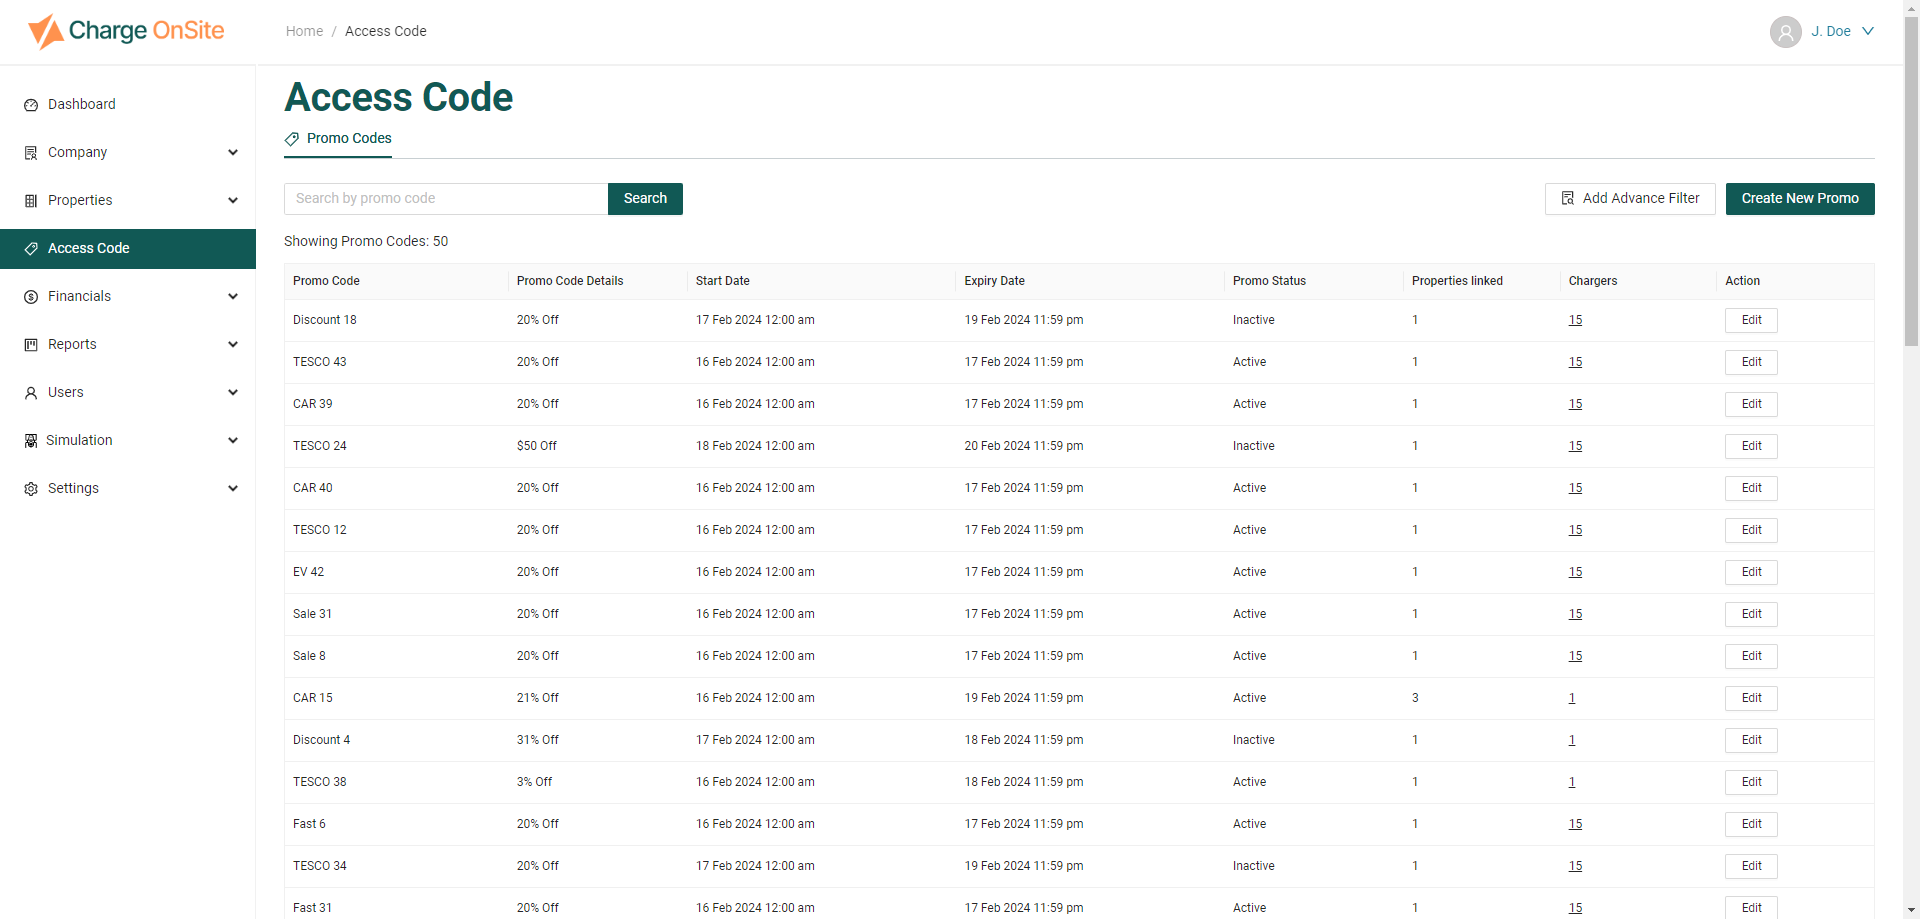 Charge OnSite
Home / Access Code
J. Doe
Dashboard
Company
Properties
Access Code
Financials
Reports
Users
Simulation
Settings
Access Code
Promo Codes
Search by promo code Search Add Advance Filter Create New Promo
Showing Promo Codes: 50
Promo Code Promo Code Details Start Date Expiry Date Promo Status Properties linked Chargers Action
Discount 18 20% Off 17 Feb 2024 12:00 am 19 Feb 2024 11:59 pm Inactive 1 15 Edit
TESCO 43 20% Off 16 Feb 2024 12:00 am 17 Feb 2024 11:59 pm Active 1 15 Edit
CAR 39 20% Off 16 Feb 2024 12:00 am 17 Feb 2024 11:59 pm Active 1 15 Edit
TESCO 24 $50 Off 18 Feb 2024 12:00 am 20 Feb 2024 11:59 pm Inactive 1 15 Edit
CAR 40 20% Off 16 Feb 2024 12:00 am 17 Feb 2024 11:59 pm Active 1 15 Edit
TESCO 12 20% Off 16 Feb 2024 12:00 am 17 Feb 2024 11:59 pm Active 1 15 Edit
EV 42 20% Off 16 Feb 2024 12:00 am 17 Feb 2024 11:59 pm Active 1 15 Edit
Sale 31 20% Off 16 Feb 2024 12:00 am 17 Feb 2024 11:59 pm Active 1 15 Edit
Sale 8 20% Off 16 Feb 2024 12:00 am 17 Feb 2024 11:59 pm Active 1 15 Edit
CAR 15 21% Off 16 Feb 2024 12:00 am 19 Feb 2024 11:59 pm Active 3 1 Edit
Discount 4 31% Off 17 Feb 2024 12:00 am 18 Feb 2024 11:59 pm Inactive 1 1 Edit
TESCO 38 3% Off 16 Feb 2024 12:00 am 18 Feb 2024 11:59 pm Active 1 1 Edit
Fast 6 20% Off 16 Feb 2024 12:00 am 17 Feb 2024 11:59 pm Active 1 15 Edit
TESCO 34 20% Off 17 Feb 2024 12:00 am 19 Feb 2024 11:59 pm Inactive 1 15 Edit
Fast 31 20% Off 16 Feb 2024 12:00 am 17 Feb 2024 11:59 pm Active 1 15 Edit